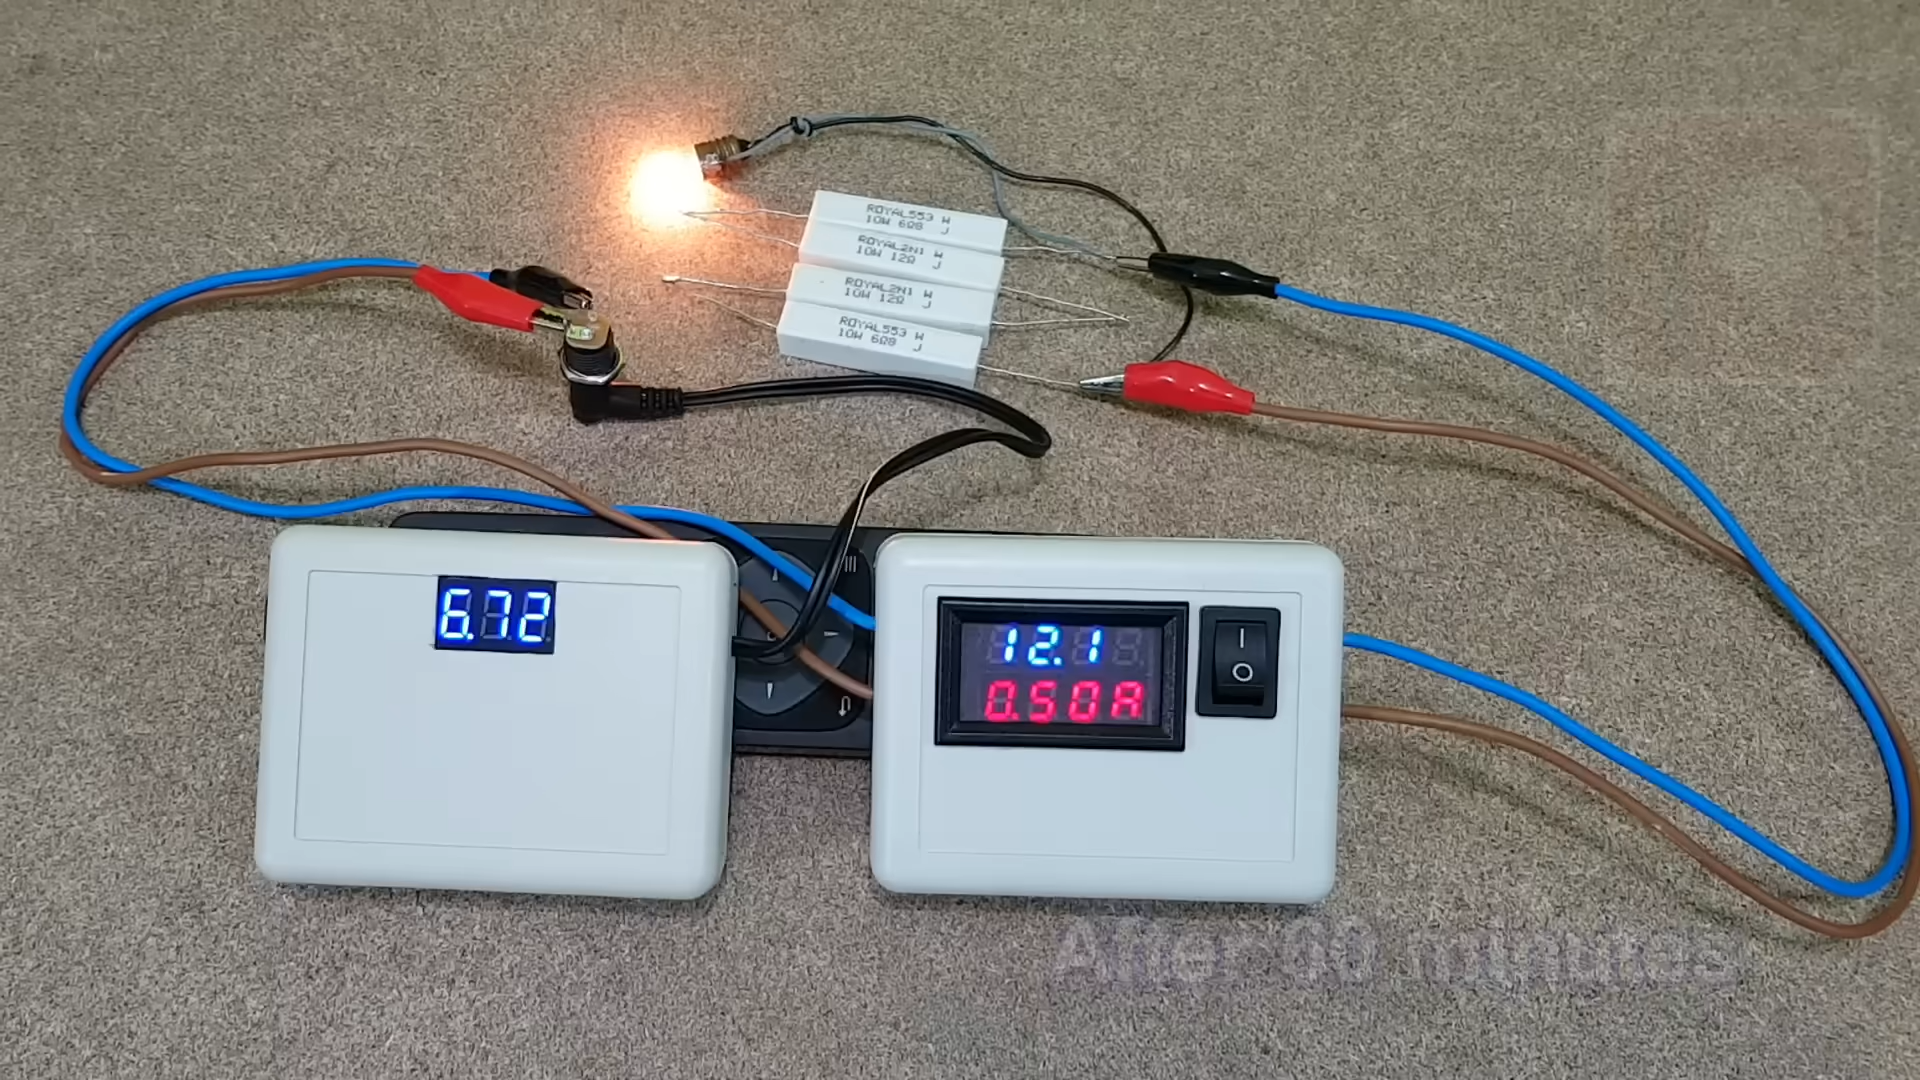 ROYAL553 W
10W 6Ω8 J
ROYAL2N1 W
10W 12Ω J
ROYAL2N1 W
10W 12Ω J
ROYAL553 W
10W 6Ω8 J
6.72
12.1
0.50A
After minutes